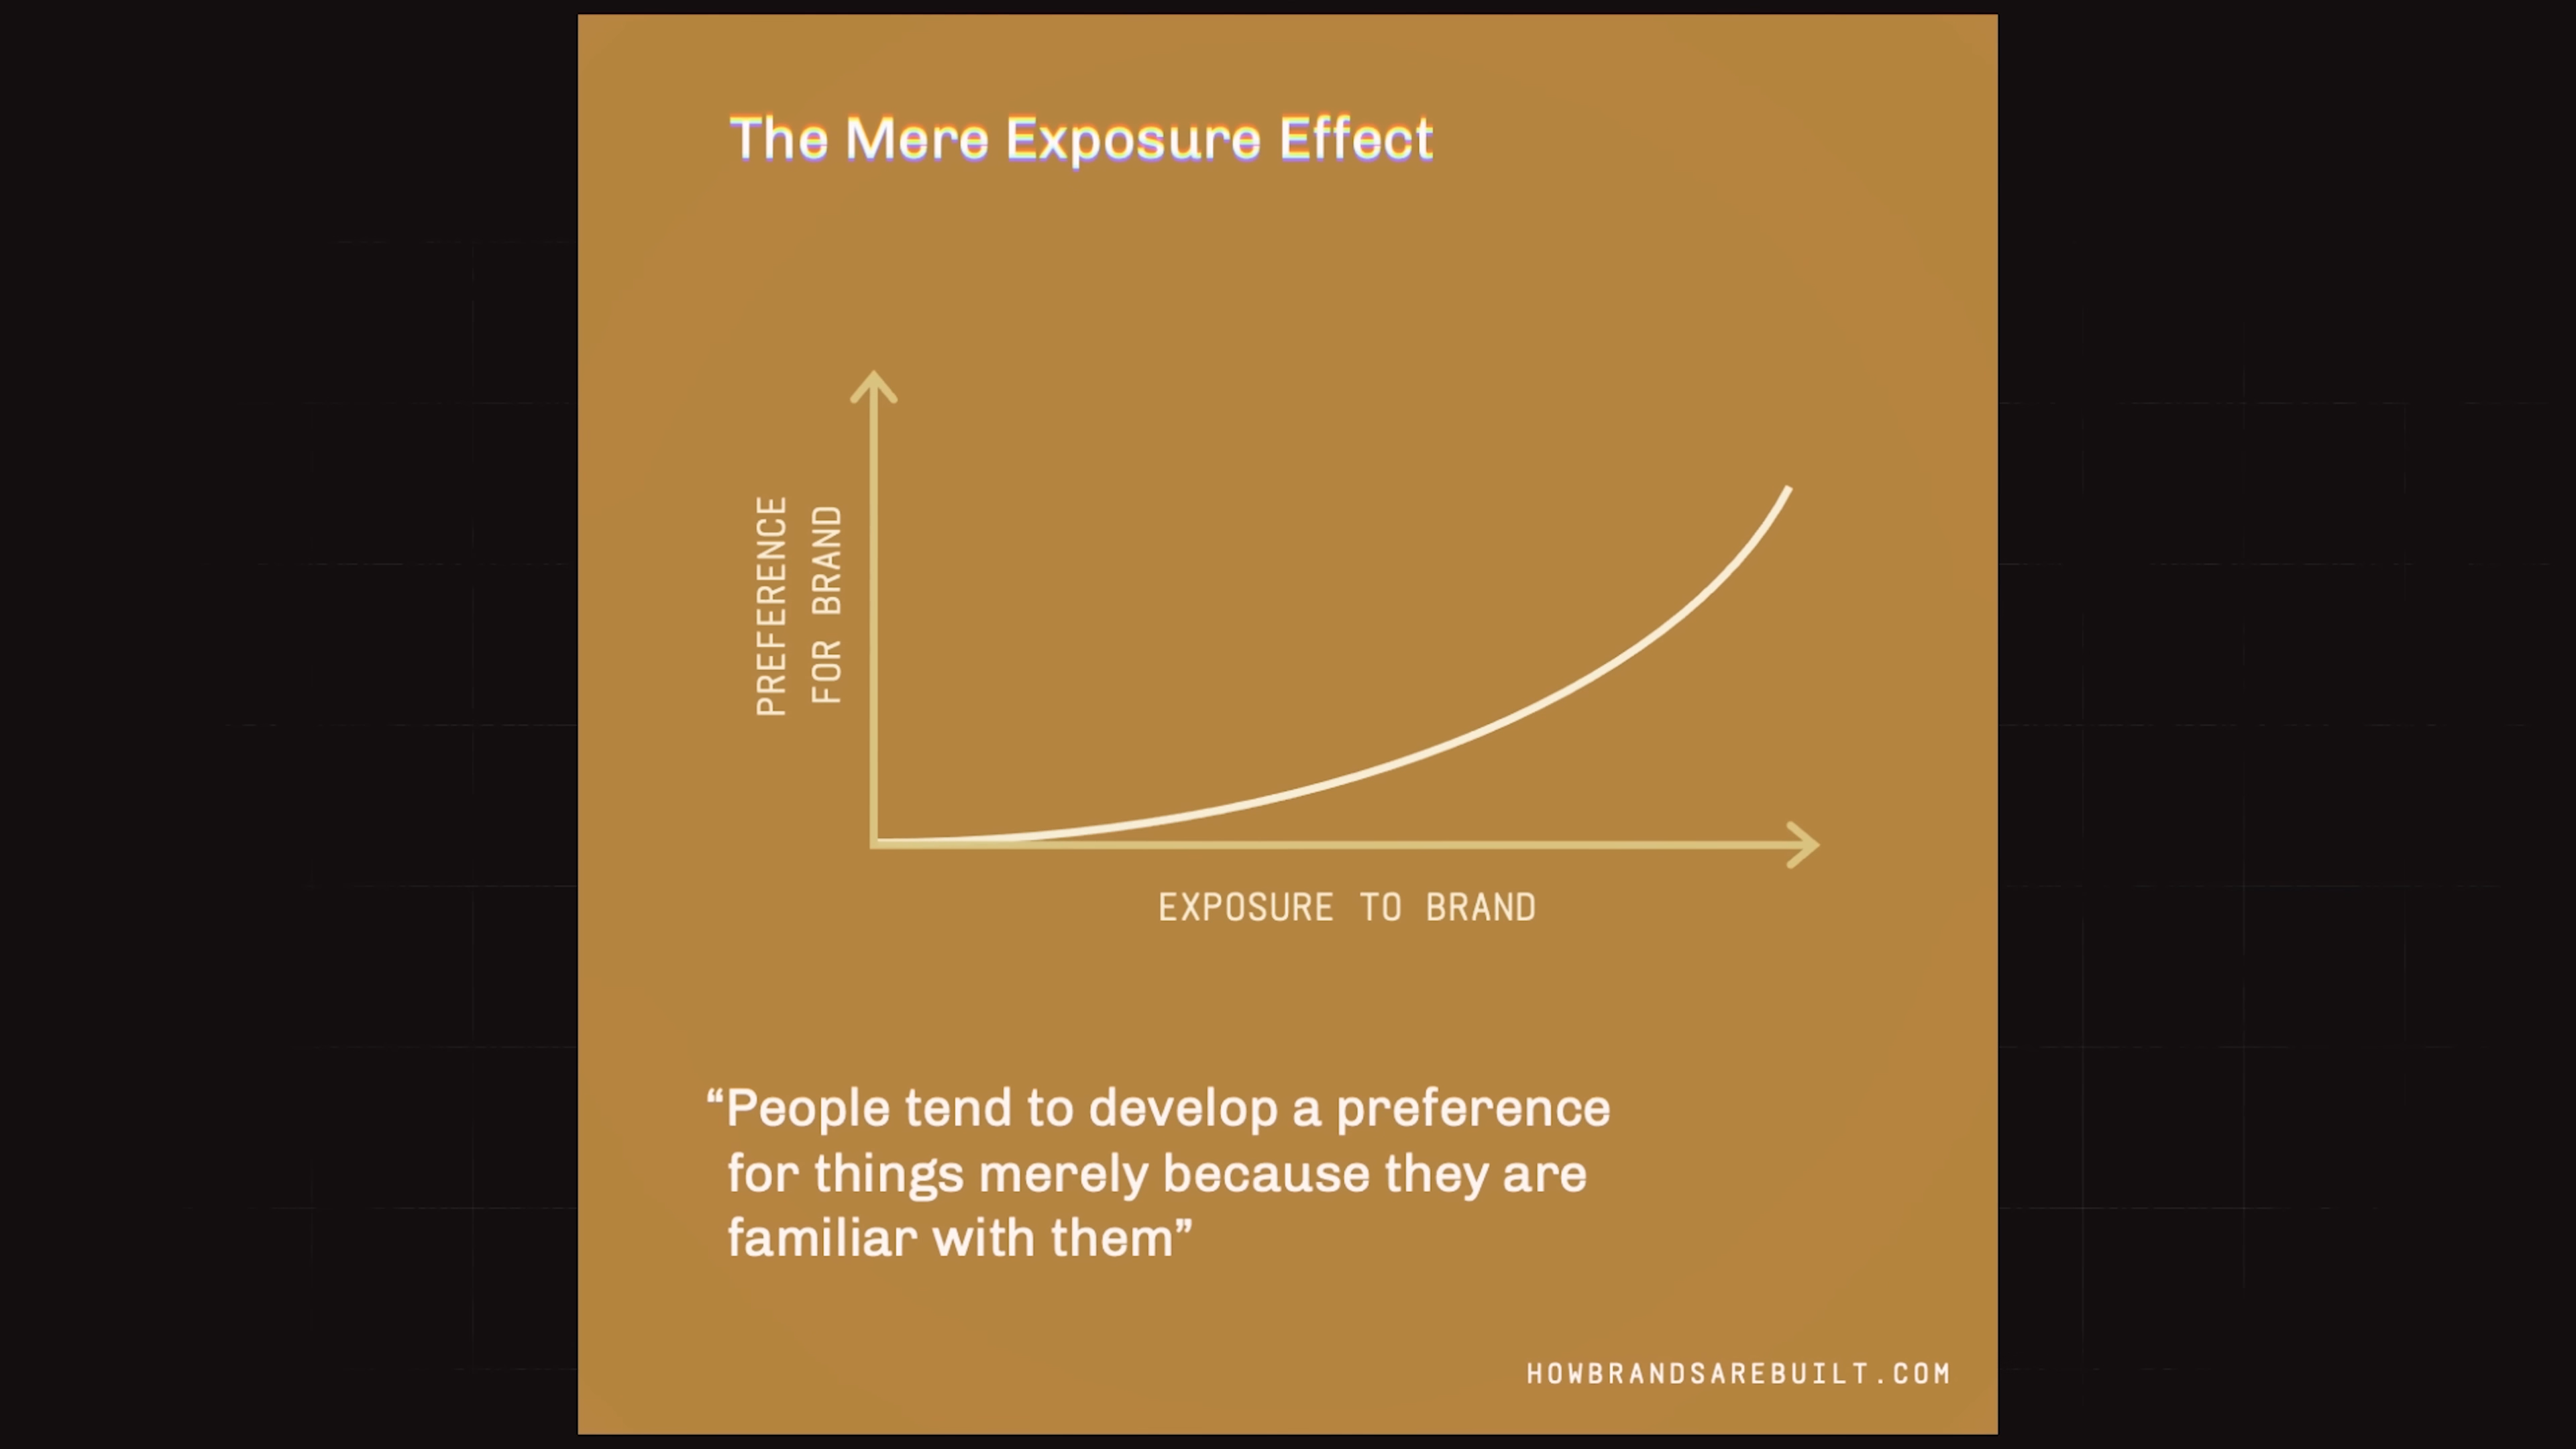 The Mere Exposure Effect
PREFERENCE
FOR BRAND
EXPOSURE TO BRAND
“People tend to develop a preference
for things merely because they are
familiar with them”
HOWBRANDSAREBUILT.COM